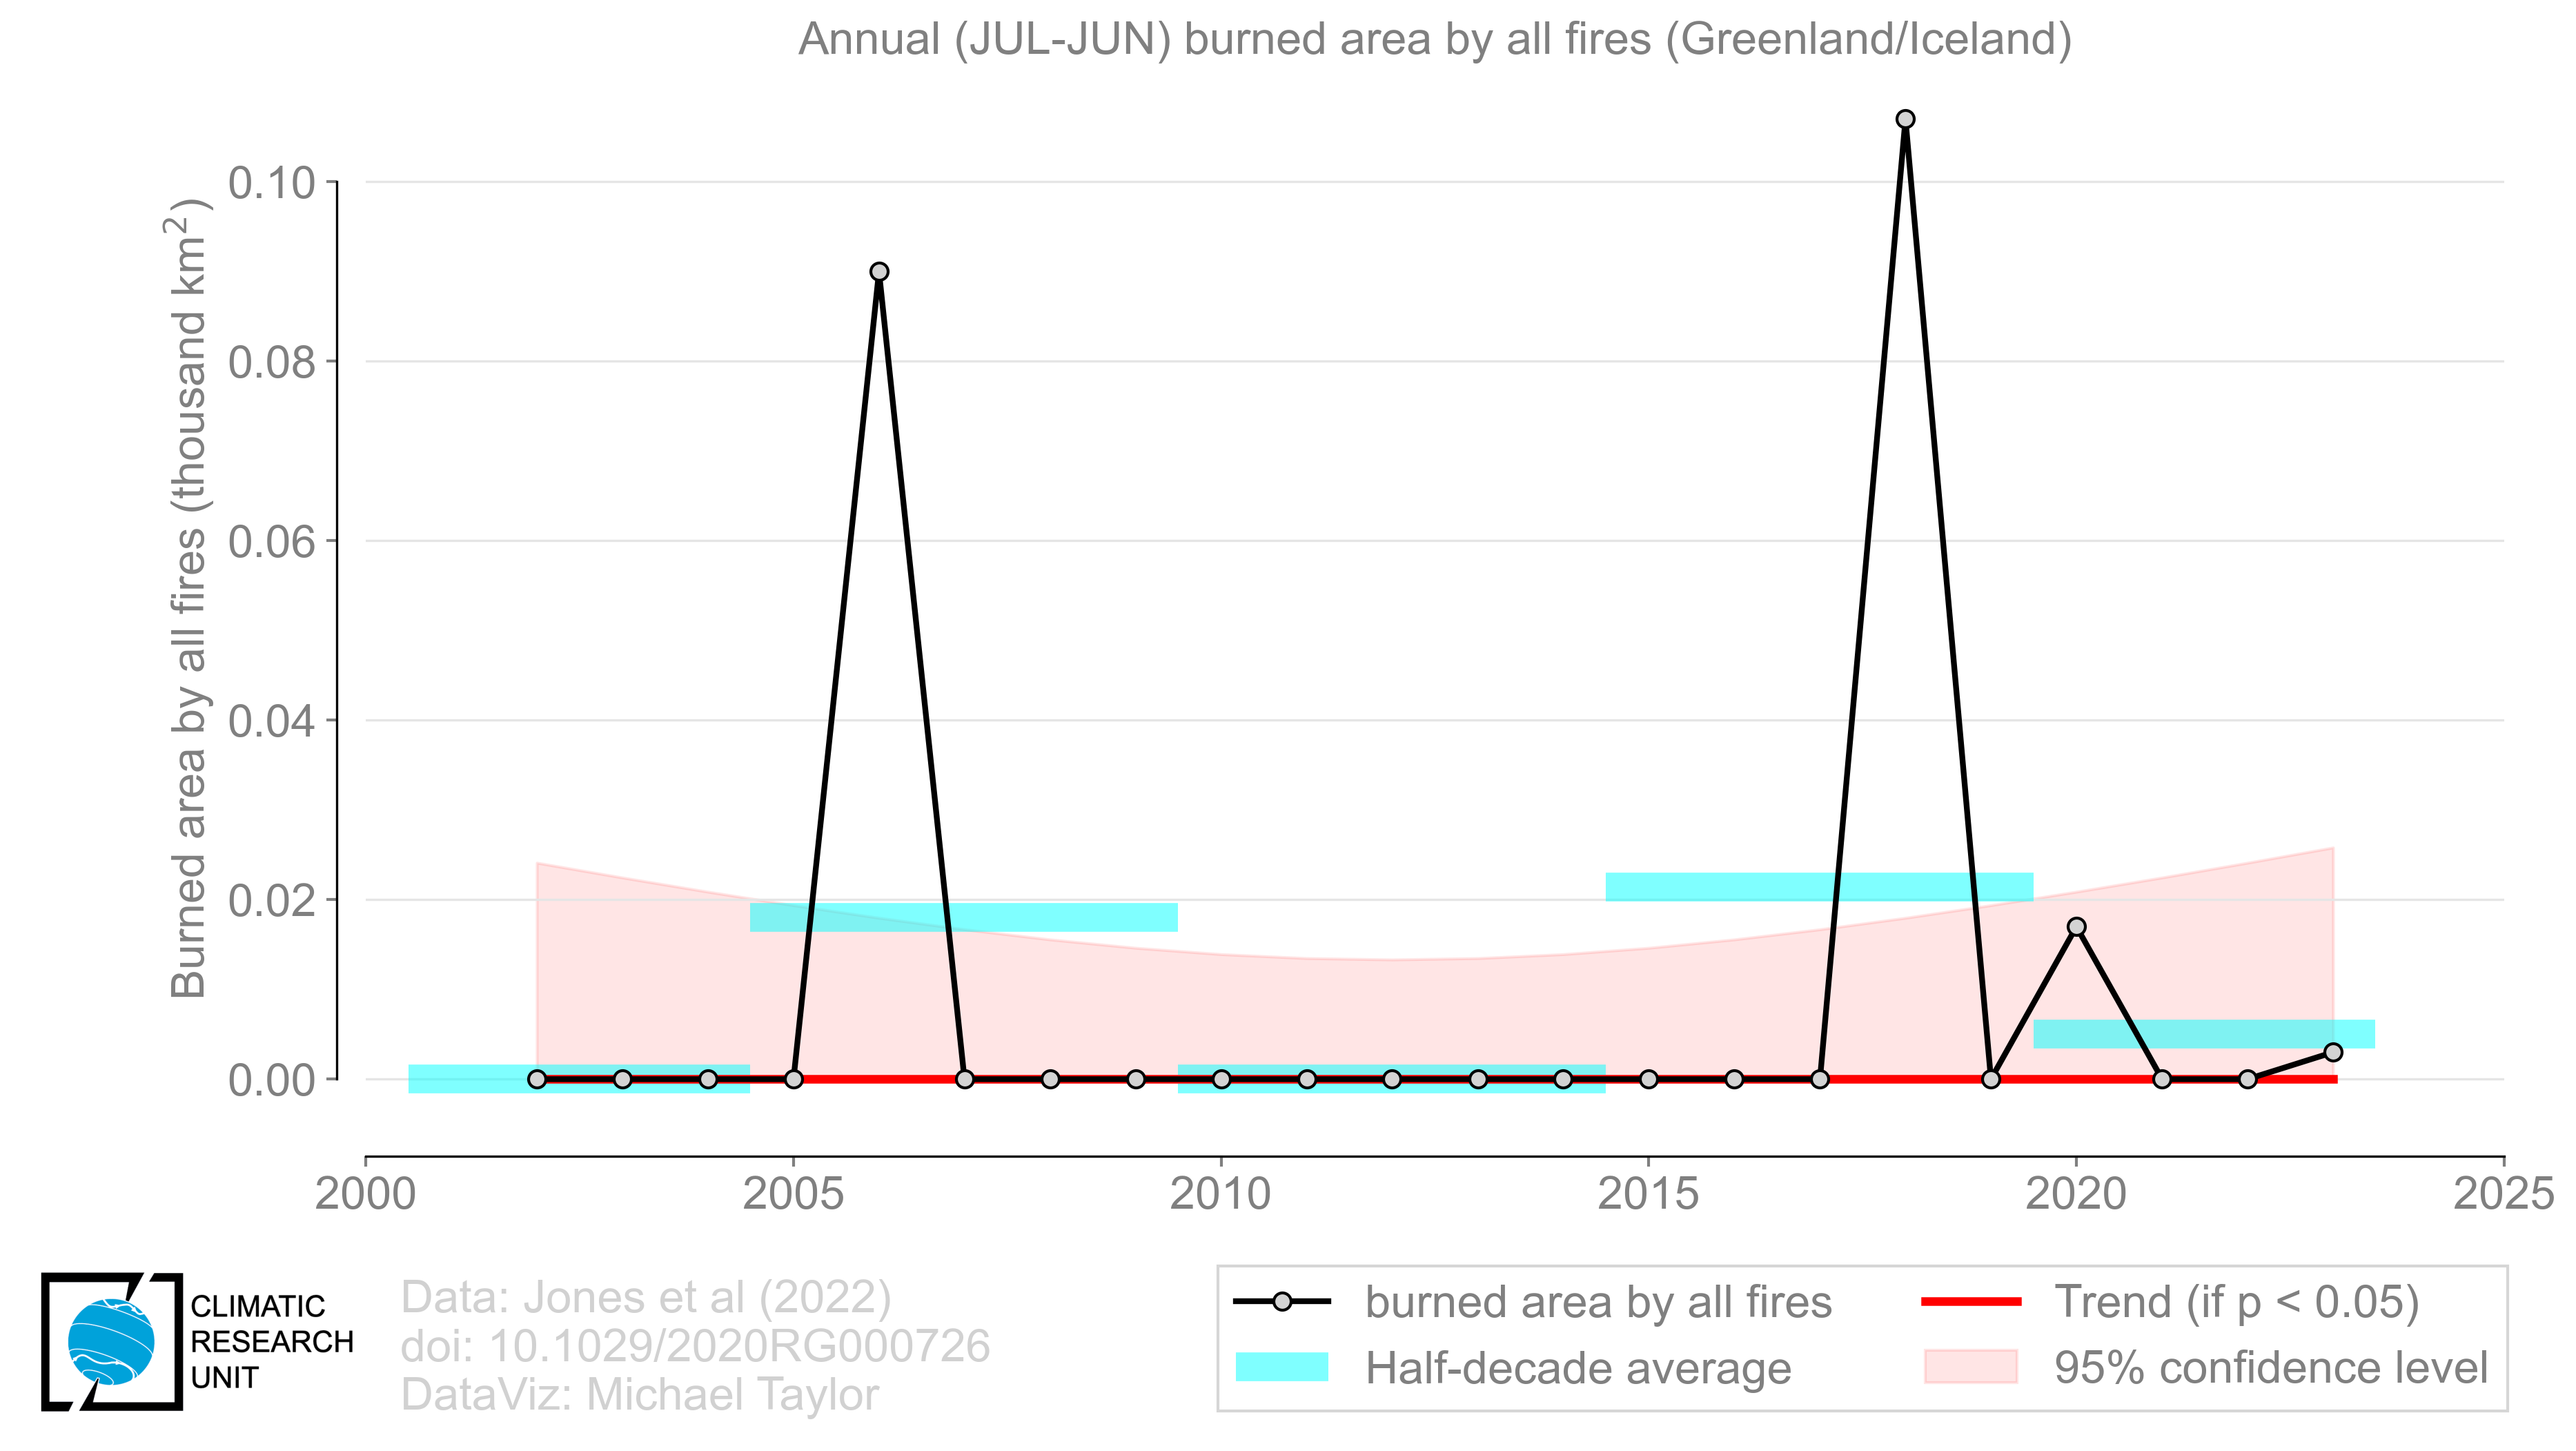 Annual (JUL-JUN) burned area by all fires (Greenland/Iceland)
Burned area by all fires (thousand km²)
0.10
0.08
0.06
0.04
0.02
0.00
2000 2005 2010 2015 2020 2025
CLIMATIC
RESEARCH
UNIT
Data: Jones et al (2022)
doi: 10.1029/2020RG000726
DataViz: Michael Taylor
burned area by all fires
Half-decade average
Trend (if p < 0.05)
95% confidence level